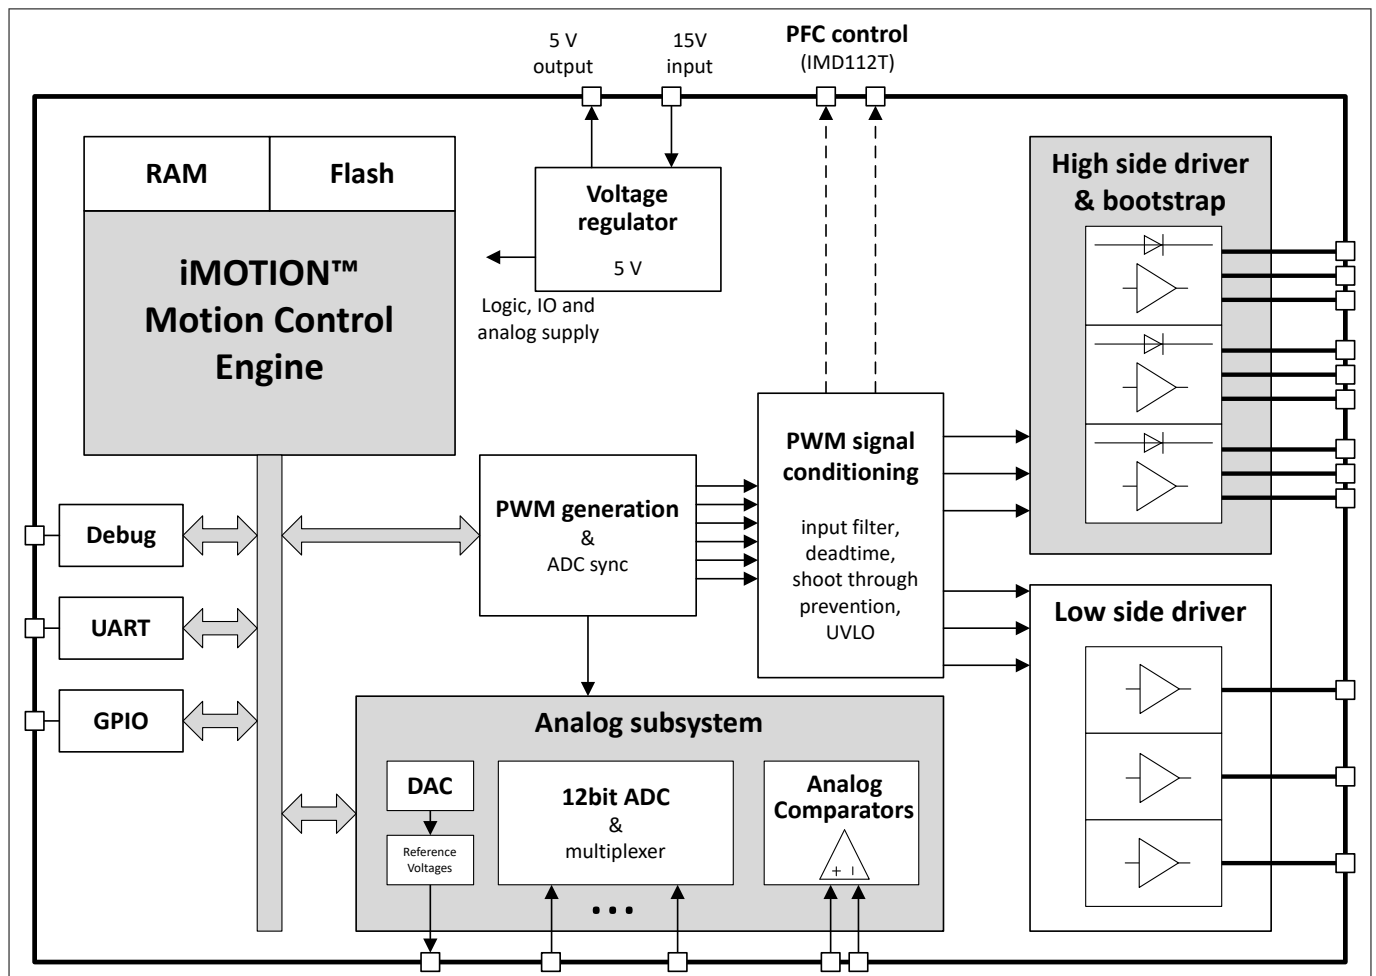 5 V
output
15V
input
PFC control
(IMD112T)
RAM
Flash
iMOTION™
Motion Control
Engine
Voltage
regulator
5 V
Logic, IO and
analog supply
High side driver
& bootstrap
PWM signal
conditioning
input filter,
deadtime,
shoot through
prevention,
UVLO
PWM generation
&
ADC sync
Debug
UART
GPIO
Low side driver
Analog subsystem
DAC
Reference
Voltages
12bit ADC
&
multiplexer
...
Analog
Comparators
+ –